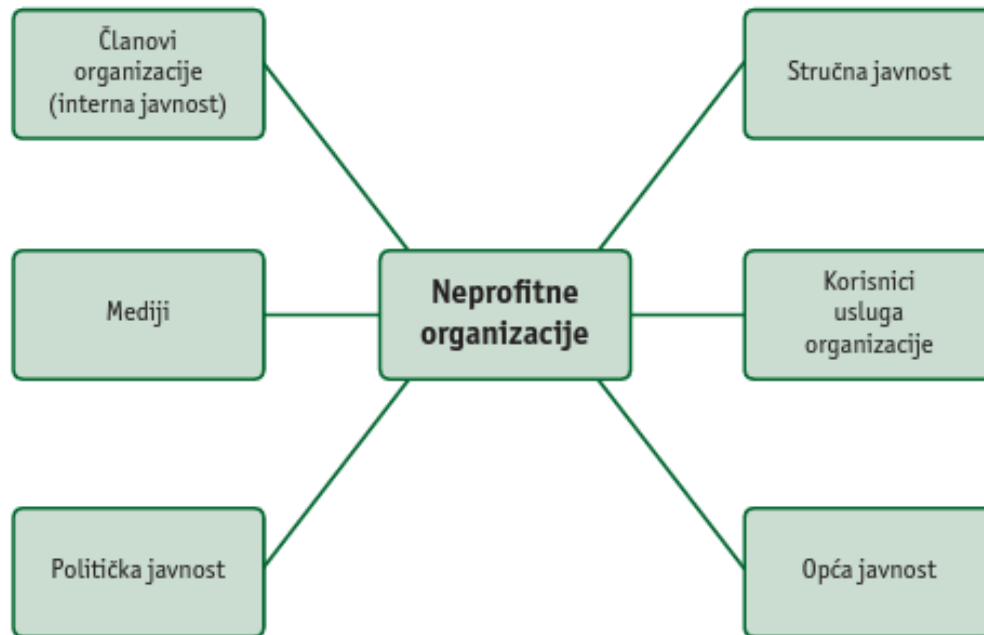 Članovi
organizacije
(interna javnost)
Stručna javnost
Mediji
Neprofitne
organizacije
Korisnici
usluga
organizacije
Politička javnost
Opća javnost